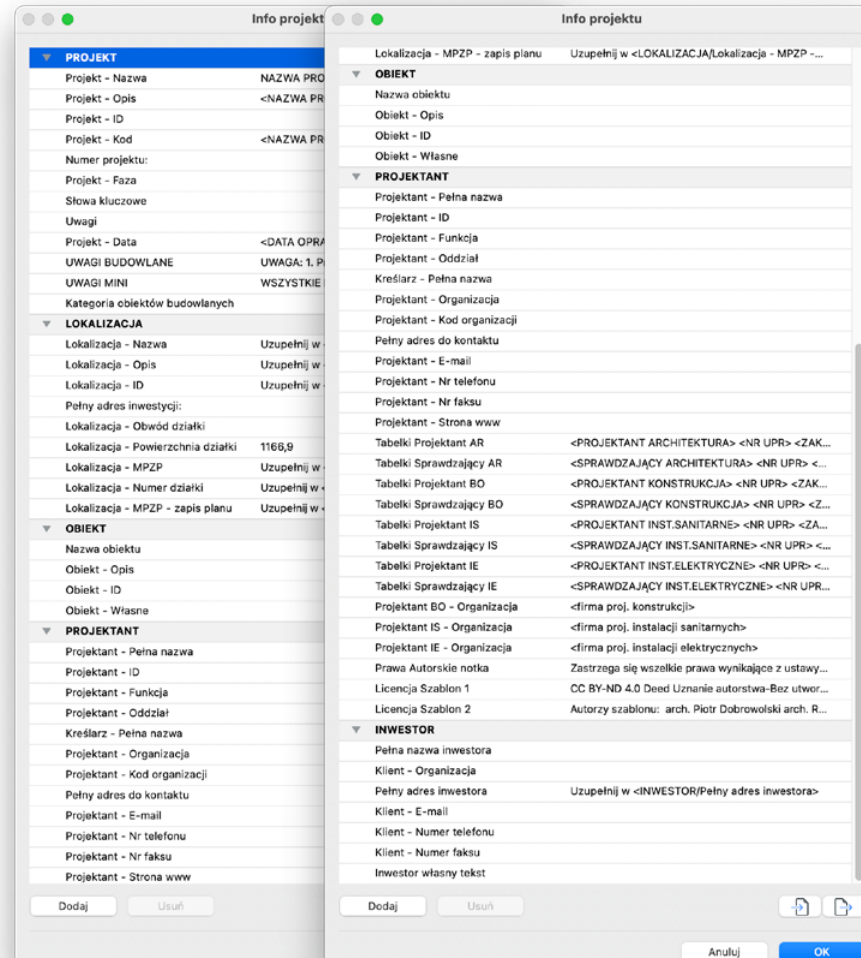 Info projekt
PROJEKT
Projekt - Nazwa NAZWA PRO
Projekt - Opis <NAZWA PR
Projekt - ID
Projekt - Kod <NAZWA PR
Numer projektu:
Projekt - Faza
Słowa kluczowe
Uwagi
Projekt - Data <DATA OPRA
UWAGI BUDOWLANE UWAGA: 1. P
UWAGI MINI WSZYSTKIE
Kategoria obiektów budowlanych
LOKALIZACJA
Lokalizacja - Nazwa Uzupełnij w
Lokalizacja - Opis Uzupełnij w
Lokalizacja - ID Uzupełnij w
Pełny adres inwestycji:
Lokalizacja - Obwód działki
Lokalizacja - Powierzchnia działki 1166,9
Lokalizacja - MPZP Uzupełnij w
Lokalizacja - Numer działki Uzupełnij w <
Lokalizacja - MPZP - zapis planu Uzupełnij w <
OBIEKT
Nazwa obiektu
Obiekt - Opis
Obiekt - ID
Obiekt - Własne
PROJEKTANT
Projektant - Pełna nazwa
Projektant - ID
Projektant - Funkcja
Projektant - Oddział
Kreślarz - Pełna nazwa
Projektant - Organizacja
Projektant - Kod organizacji
Pełny adres do kontaktu
Projektant - E-mail
Projektant - Nr telefonu
Projektant - Nr faksu
Projektant - Strona www
Dodaj Usuń
Info projektu
Lokalizacja - MPZP - zapis planu Uzupełnij w <LOKALIZACJA/Lokalizacja - MPZP -...
OBIEKT
Nazwa obiektu
Obiekt - Opis
Obiekt - ID
Obiekt - Własne
PROJEKTANT
Projektant - Pełna nazwa
Projektant - ID
Projektant - Funkcja
Projektant - Oddział
Kreślarz - Pełna nazwa
Projektant - Organizacja
Projektant - Kod organizacji
Pełny adres do kontaktu
Projektant - E-mail
Projektant - Nr telefonu
Projektant - Nr faksu
Projektant - Strona www
Tabelki Projektant AR <PROJEKTANT ARCHITEKTURA> <NR UPR> <ZAK...
Tabelki Sprawdzający AR <SPRAWDZAJĄCY ARCHITEKTURA> <NR UPR> <...
Tabelki Projektant BO <PROJEKTANT KONSTRUKCJA> <NR UPR> <ZAK...
Tabelki Sprawdzający BO <SPRAWDZAJĄCY KONSTRUKCJA> <NR UPR> <Z...
Tabelki Projektant IS <PROJEKTANT INST.SANITARNE> <NR UPR> <ZA...
Tabelki Sprawdzający IS <SPRAWDZAJĄCY INST.SANITARNE> <NR UPR> <...
Tabelki Projektant IE <PROJEKTANT INST.ELEKTRYCZNE> <NR UPR> <...
Tabelki Sprawdzający IE <SPRAWDZAJĄCY INST.ELEKTRYCZNE> <NR UPR...
Projektant BO - Organizacja <firma proj. konstrukcji>
Projektant IS - Organizacja <firma proj. instalacji sanitarnych>
Projektant IE - Organizacja <firma proj. instalacji elektrycznych>
Prawa Autorskie notka Zastrzega się wszelkie prawa wynikające z ustawy...
Licencja Szablon 1 CC BY-ND 4.0 Deed Uznanie autorstwa-Bez utwor...
Licencja Szablon 2 Autorzy szablonu: arch. Piotr Dobrowolski arch. R...
INWESTOR
Pełna nazwa inwestora
Klient - Organizacja
Pełny adres inwestora Uzupełnij w <INWESTOR/Pełny adres inwestora>
Klient - E-mail
Klient - Numer telefonu
Klient - Numer faksu
Inwestor własny tekst
Dodaj Usuń
Anuluj OK